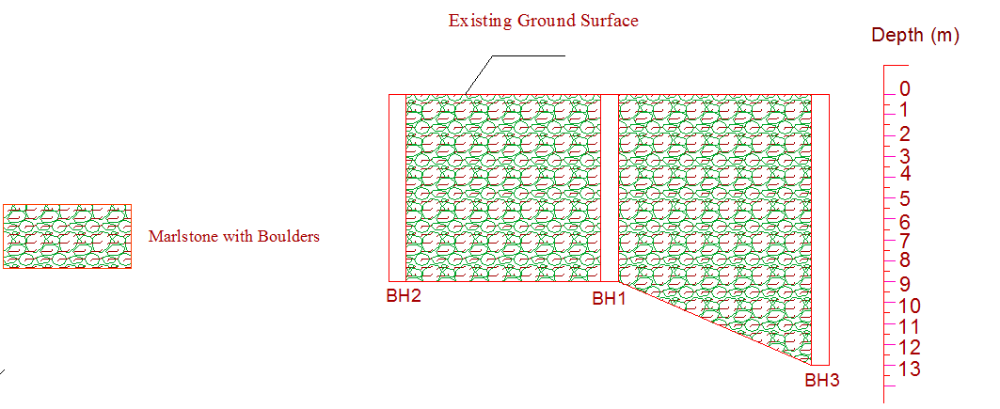 Existing Ground Surface
Depth (m)
0
1
2
3
4
5
6
7
8
9
10
11
12
13
Marlstone with Boulders
BH2
BH1
BH3